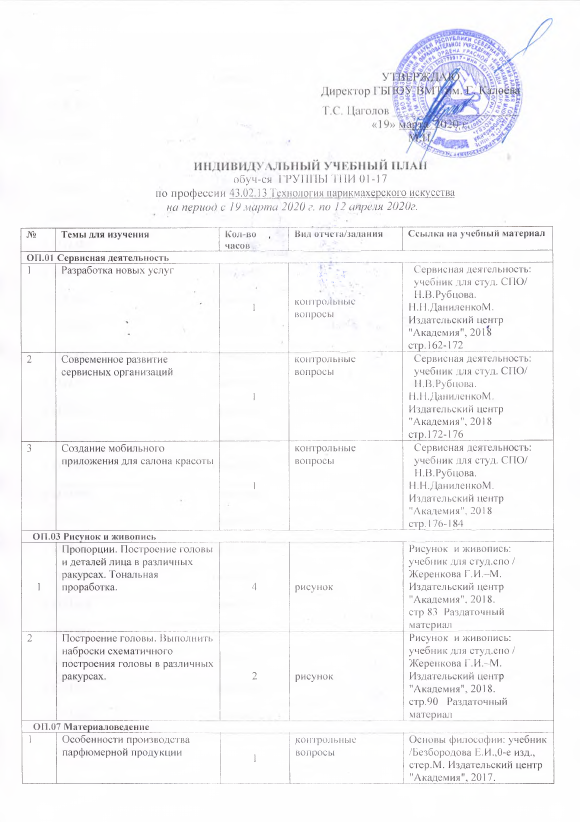 УТВЕРЖДАЮ
Директор ГБПОУ ВМТ им. Г. Калоева
Т.С. Цаголов
«19» марта 2020 г.
М.П.
ИНДИВИДУАЛЬНЫЙ УЧЕБНЫЙ ПЛАН
обуч-ся ГРУППЫ ТПИ 01-17
по профессии 43.02.13 Технология парикмахерского искусства
на период с 19 марта 2020 г. по 12 апреля 2020г.
№ Темы для изучения Кол-во часов Вид отчета/задания Ссылка на учебный материал
ОП.01 Сервисная деятельность
1 Разработка новых услуг
1
контрольные
вопросы
Сервисная деятельность:
учебник для студ. СПО/
Н.В.Рубцова.
Н.Н.ДаниленкоМ.
Издательский центр
"Академия", 2018
стр.162-172
2 Современное развитие
сервисных организаций
1
контрольные
вопросы
Сервисная деятельность:
учебник для студ. СПО/
Н.В.Рубцова.
Н.Н.ДаниленкоМ.
Издательский центр
"Академия", 2018
стр.172-176
3 Создание мобильного
приложения для салона красоты
1
контрольные
вопросы
Сервисная деятельность:
учебник для студ. СПО/
Н.В.Рубцова.
Н.Н.ДаниленкоМ.
Издательский центр
"Академия", 2018
стр.176-184
ОП.03 Рисунок и живопись
1 Пропорции. Построение головы
и деталей лица в различных
ракурсах. Тональная
проработка.
4
рисунок
Рисунок и живопись:
учебник для студ.спо /
Жеренкова Г.И.–М.
Издательский центр
"Академия", 2018.
стр 83 Раздаточный
материал
2 Построение головы. Выполнить
наброски схематичного
построения головы в различных
ракурсах.
2
рисунок
Рисунок и живопись:
учебник для студ.спо /
Жеренкова Г.И.–М.
Издательский центр
"Академия", 2018.
стр.90 Раздаточный
материал
ОП.07 Материаловедение
1 Особенности производства
парфюмерной продукции
1
контрольные
вопросы
Основы философии: учебник
/Безбородова Е.И.,0-е изд.,
стер.М. Издательский центр
"Академия", 2017.